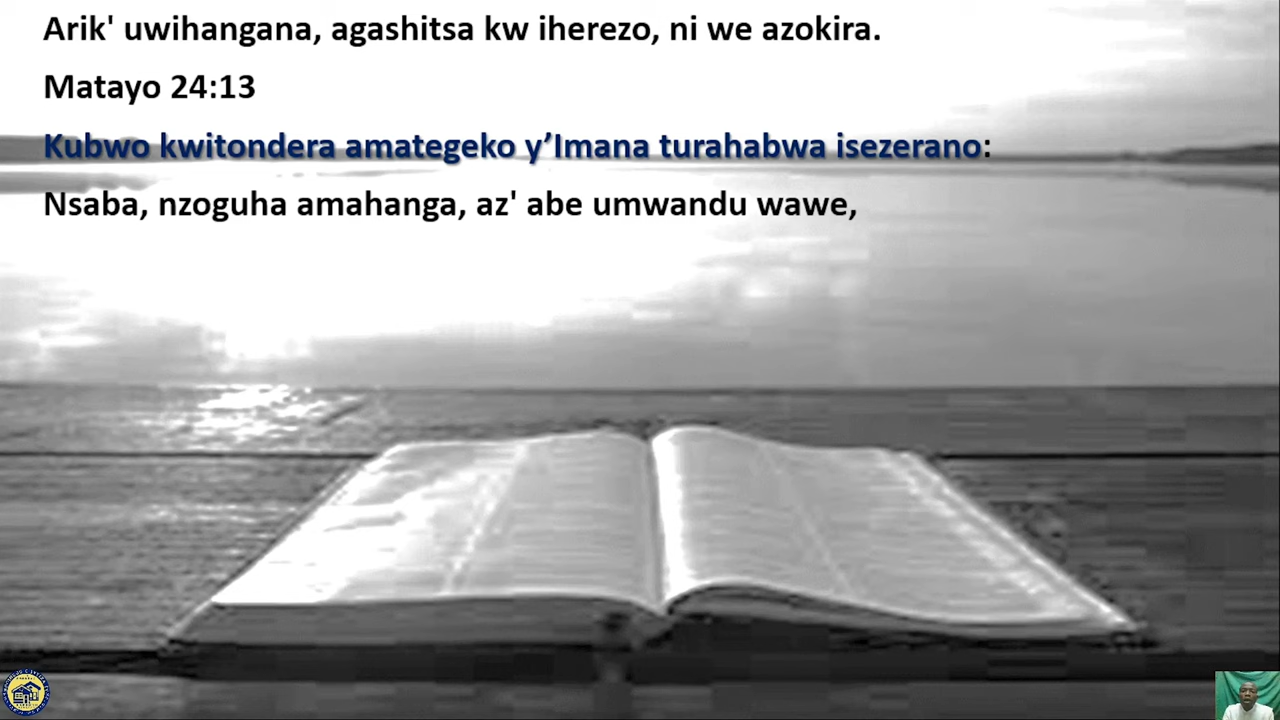 Arik' uwihangana, agashitsa kw iherezo, ni we azokira.
Matayo 24:13
Kubwo kwitondera amategeko y’Imana turahabwa isezerano:
Nsaba, nzoguha amahanga, az' abe umwandu wawe,